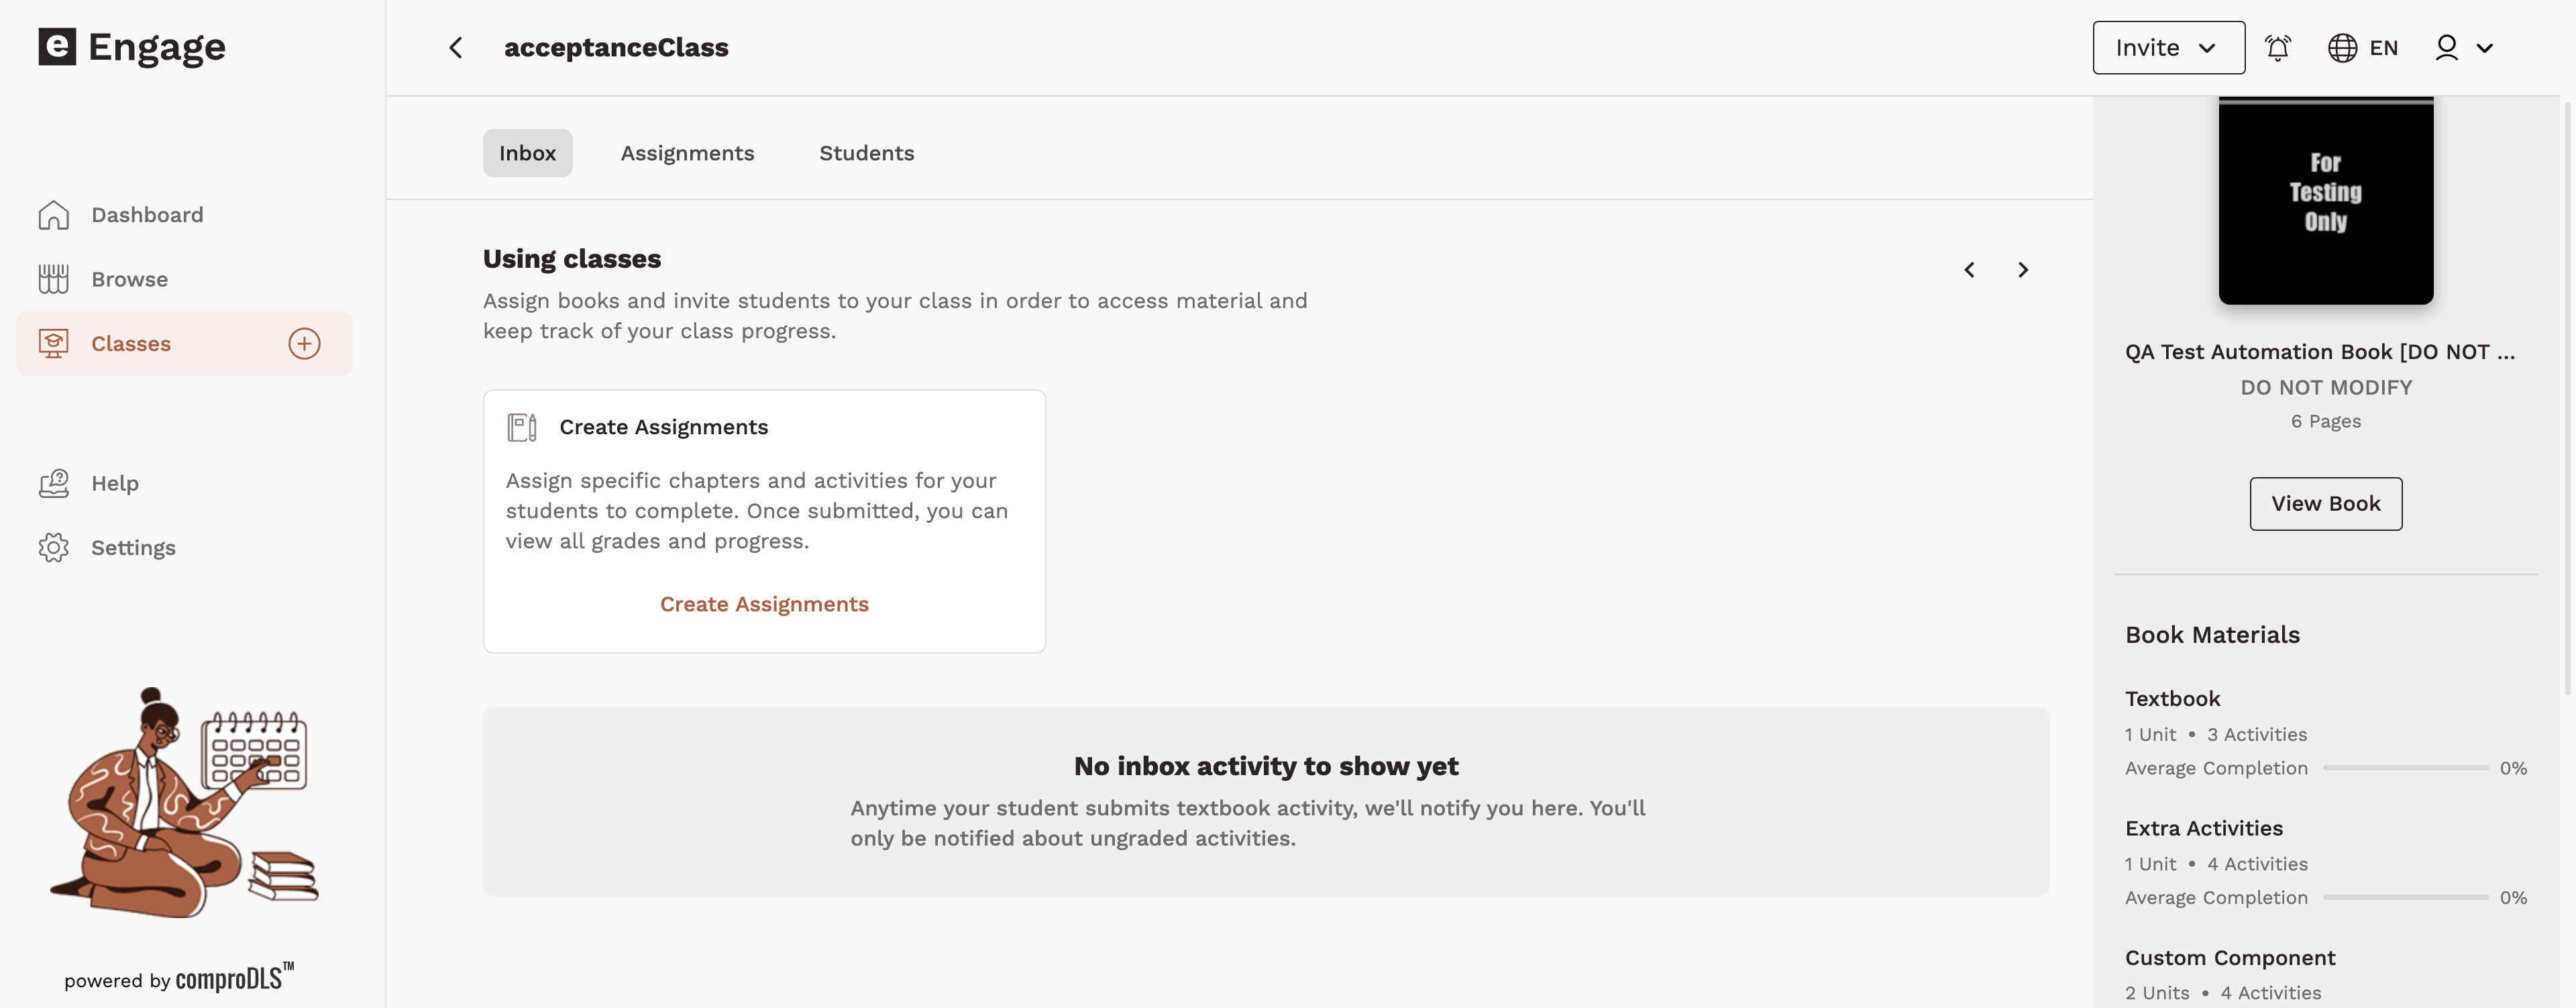 e Engage
Dashboard
Browse
Classes
Help
Settings
powered by comproDLS™
acceptanceClass
Invite
EN
Inbox
Assignments
Students
Using classes
Assign books and invite students to your class in order to access material and
keep track of your class progress.
Create Assignments
Assign specific chapters and activities for your
students to complete. Once submitted, you can
view all grades and progress.
Create Assignments
No inbox activity to show yet
Anytime your student submits textbook activity, we'll notify you here. You'll
only be notified about ungraded activities.
For
Testing
Only
QA Test Automation Book [DO NOT ...
DO NOT MODIFY
6 Pages
View Book
Book Materials
Textbook
1 Unit • 3 Activities
Average Completion 0%
Extra Activities
1 Unit • 4 Activities
Average Completion 0%
Custom Component
2 Units • 4 Activities